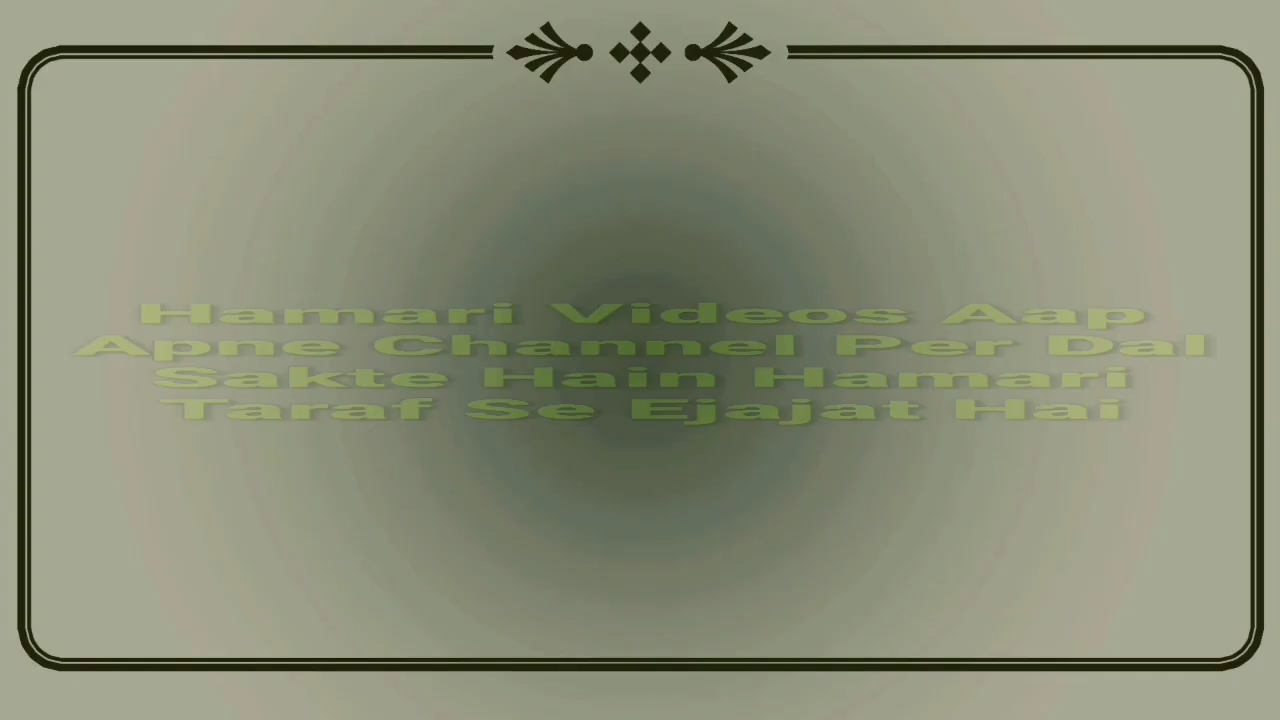 Hamari Videos Aap
Apne Channel Per Dal
Sakte Hain Hamari
Taraf Se Ejajat Hai